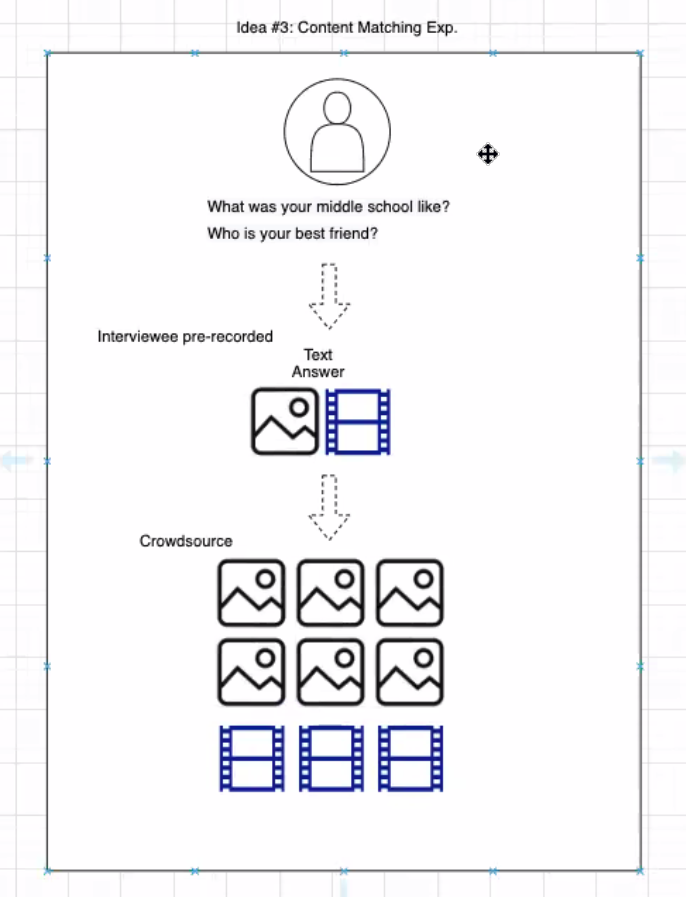 Idea #3: Content Matching Exp.
What was your middle school like?
Who is your best friend?
Interviewee pre-recorded
Text
Answer
Crowdsource